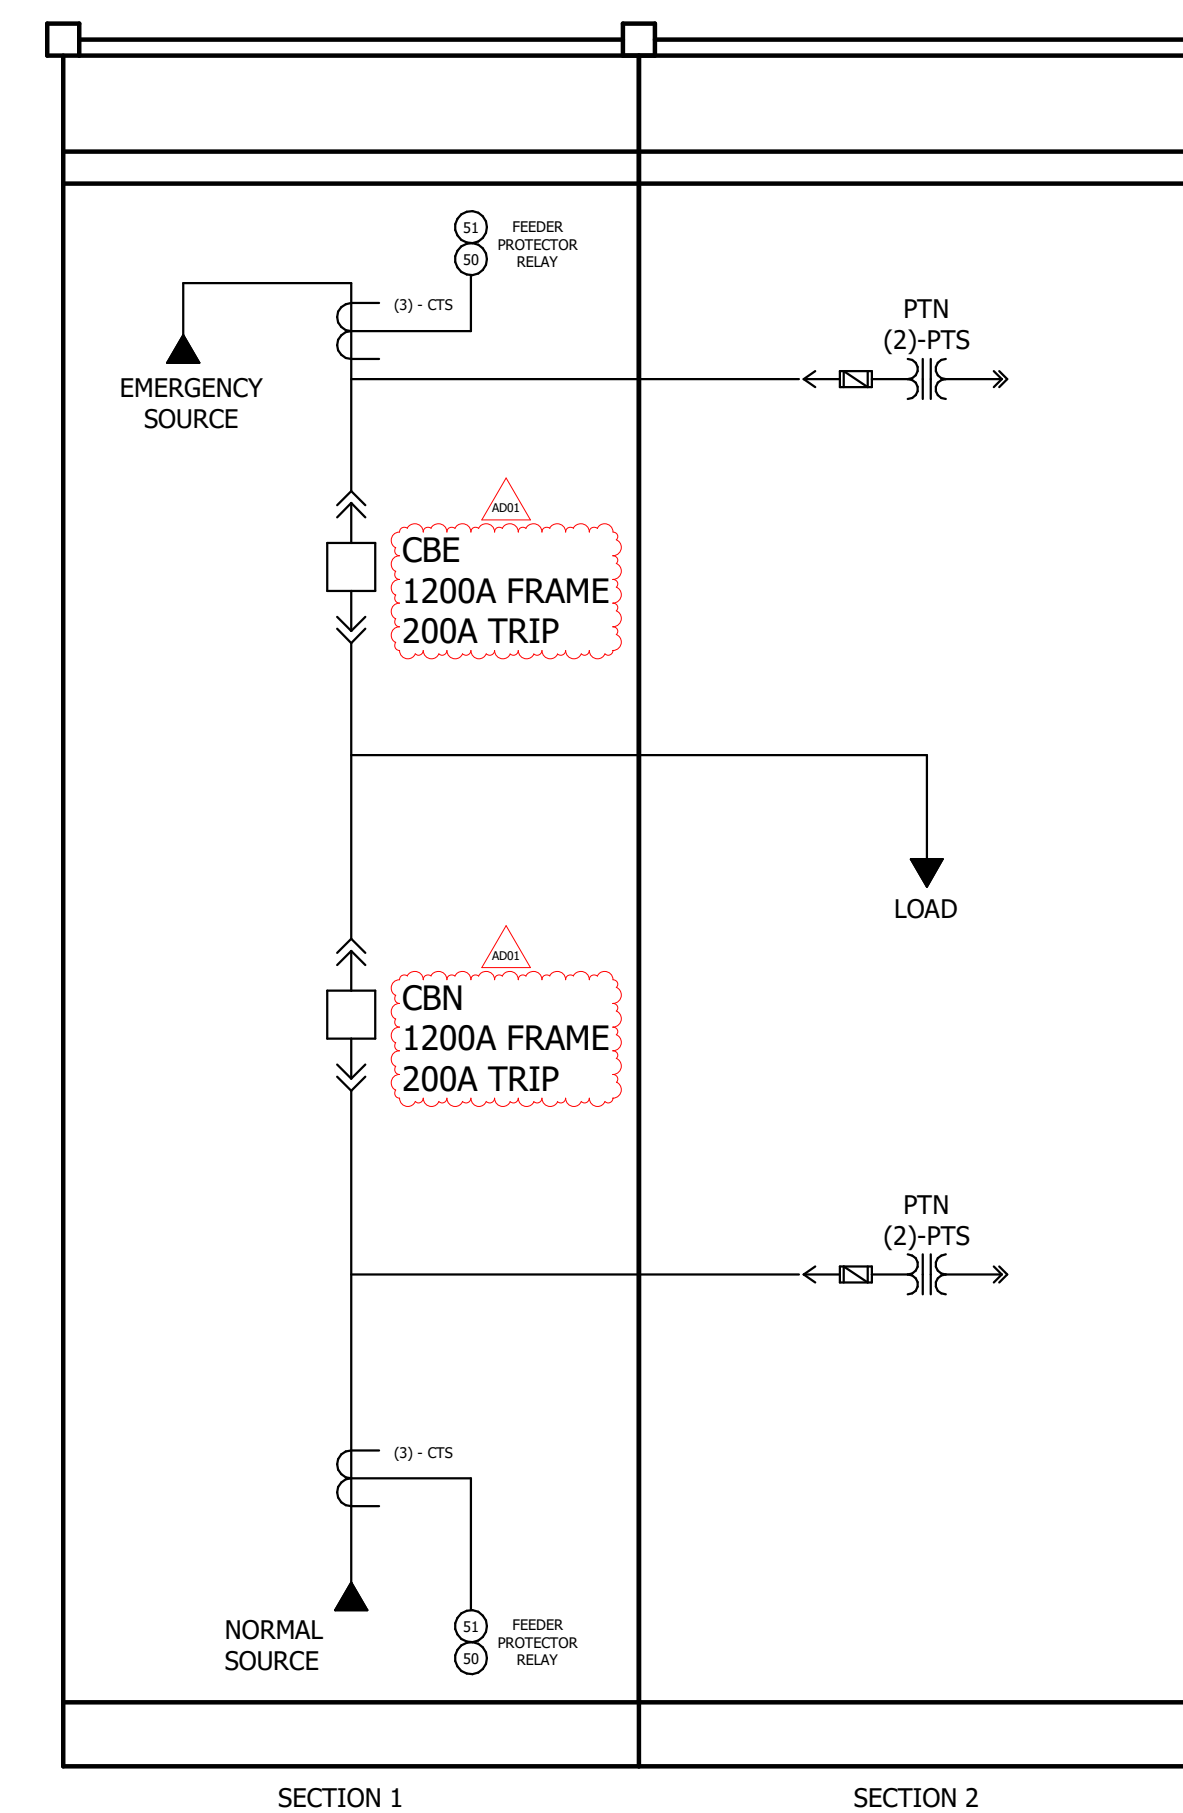 51
50
FEEDER
PROTECTOR
RELAY
(3) - CTS
EMERGENCY
SOURCE
PTN
(2)-PTS
AD01
CBE
1200A FRAME
200A TRIP
LOAD
AD01
CBN
1200A FRAME
200A TRIP
PTN
(2)-PTS
(3) - CTS
NORMAL
SOURCE
51
50
FEEDER
PROTECTOR
RELAY
SECTION 1
SECTION 2